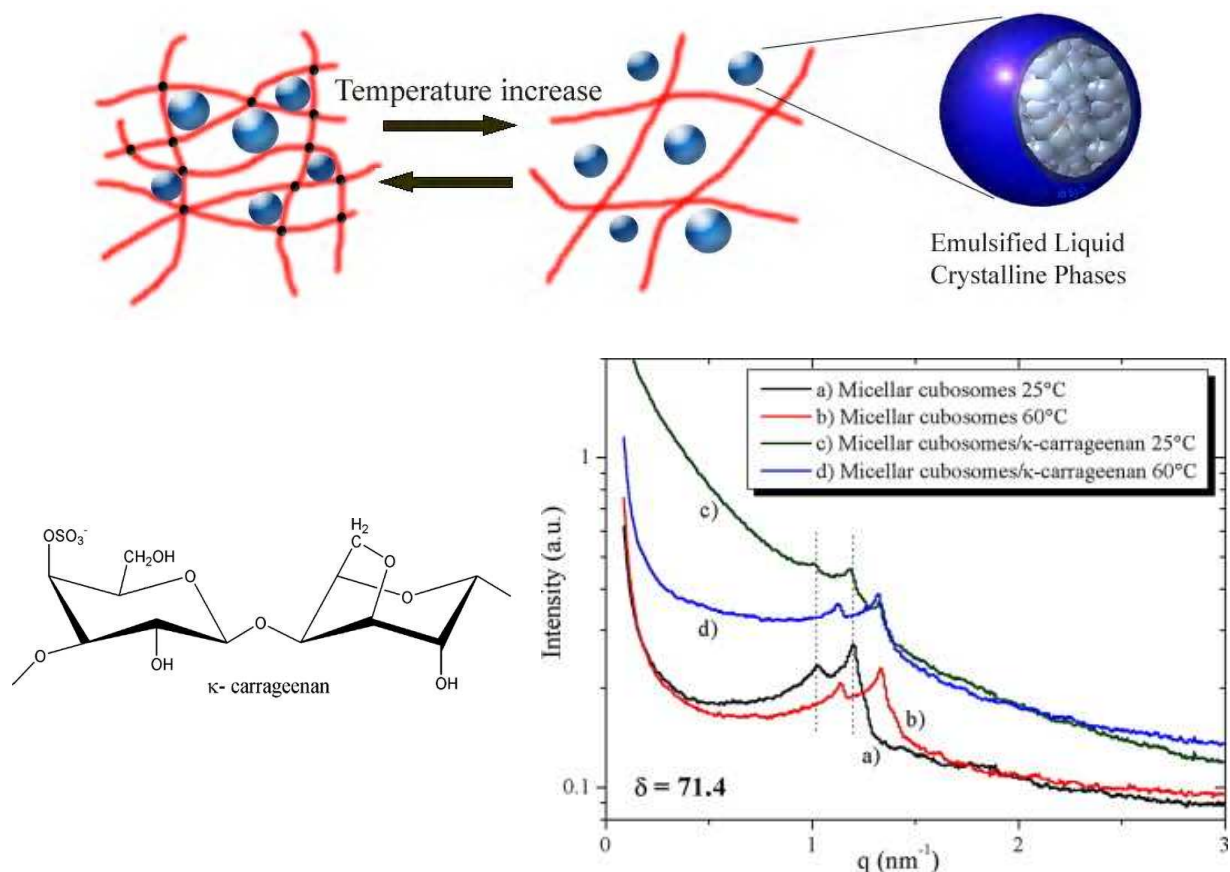 Temperature increase
Emulsified Liquid
Crystalline Phases
a) Micellar cubosomes 25°C
b) Micellar cubosomes 60°C
c) Micellar cubosomes/κ-carrageenan 25°C
d) Micellar cubosomes/κ-carrageenan 60°C
c)
d)
b)
a)
δ = 71.4
Intensity (a.u.)
1
0.1
0
1
2
3
q (nm⁻¹)
OSO₃⁻
CH₂OH
O
O
OH
O
H₂
C
O
O
OH
κ- carrageenan